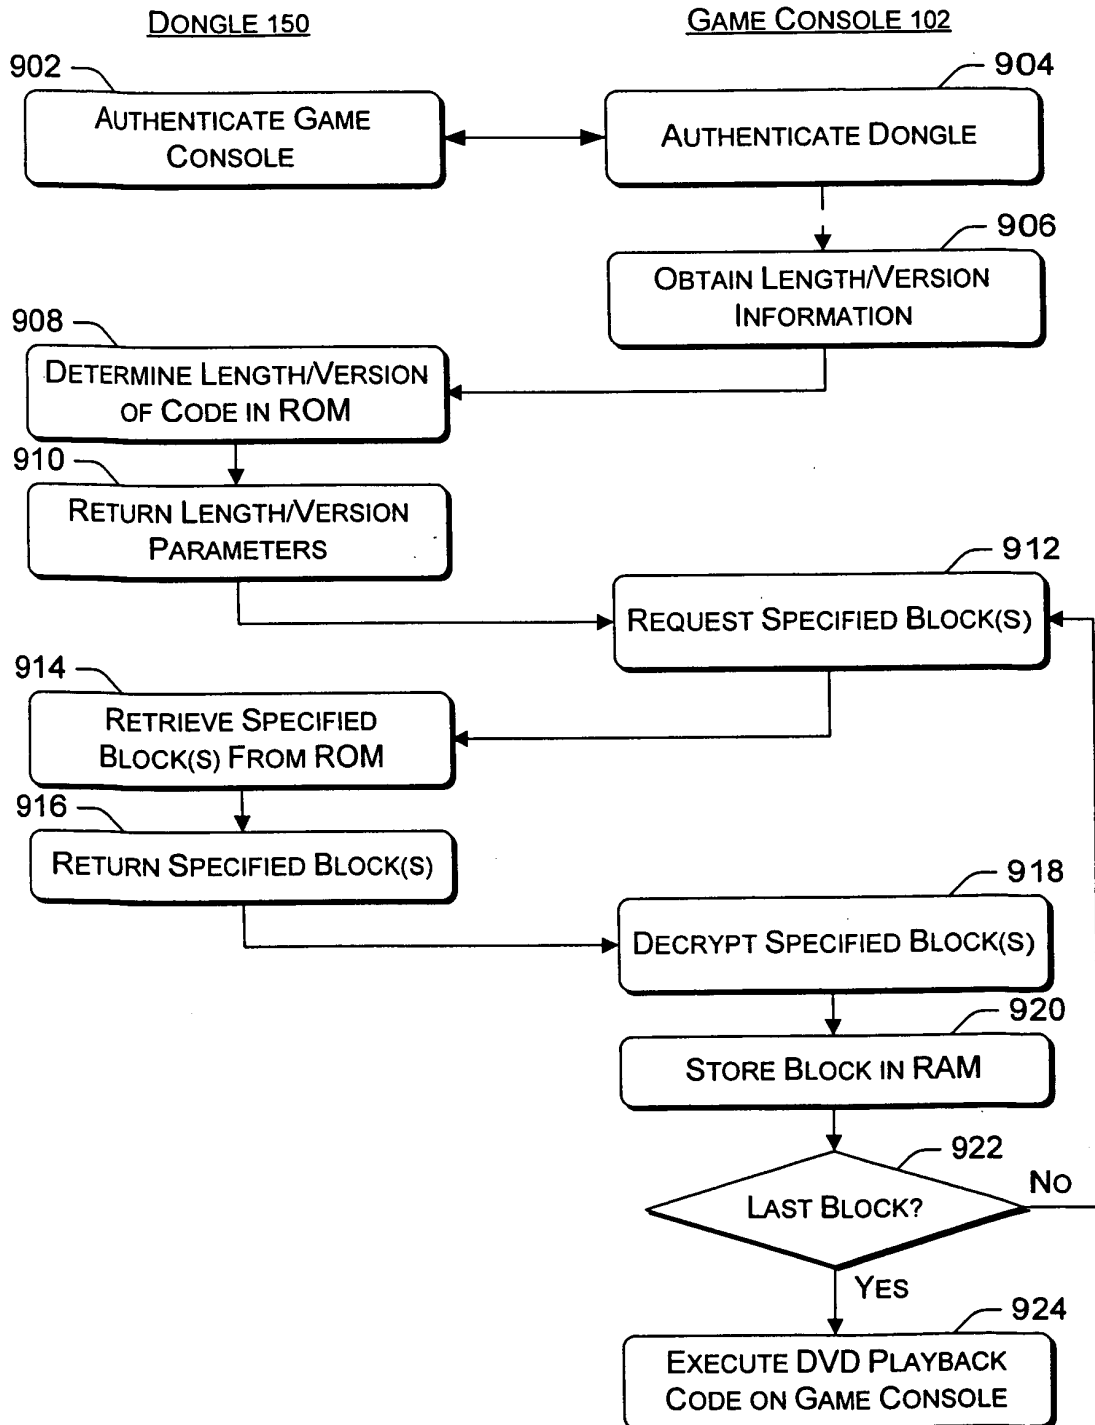 DONGLE 150
GAME CONSOLE 102
902
AUTHENTICATE GAME
CONSOLE
904
AUTHENTICATE DONGLE
906
OBTAIN LENGTH/VERSION
INFORMATION
908
DETERMINE LENGTH/VERSION
OF CODE IN ROM
910
RETURN LENGTH/VERSION
PARAMETERS
912
REQUEST SPECIFIED BLOCK(S)
914
RETRIEVE SPECIFIED
BLOCK(S) FROM ROM
916
RETURN SPECIFIED BLOCK(S)
918
DECRYPT SPECIFIED BLOCK(S)
920
STORE BLOCK IN RAM
922
LAST BLOCK?
NO
YES
924
EXECUTE DVD PLAYBACK
CODE ON GAME CONSOLE